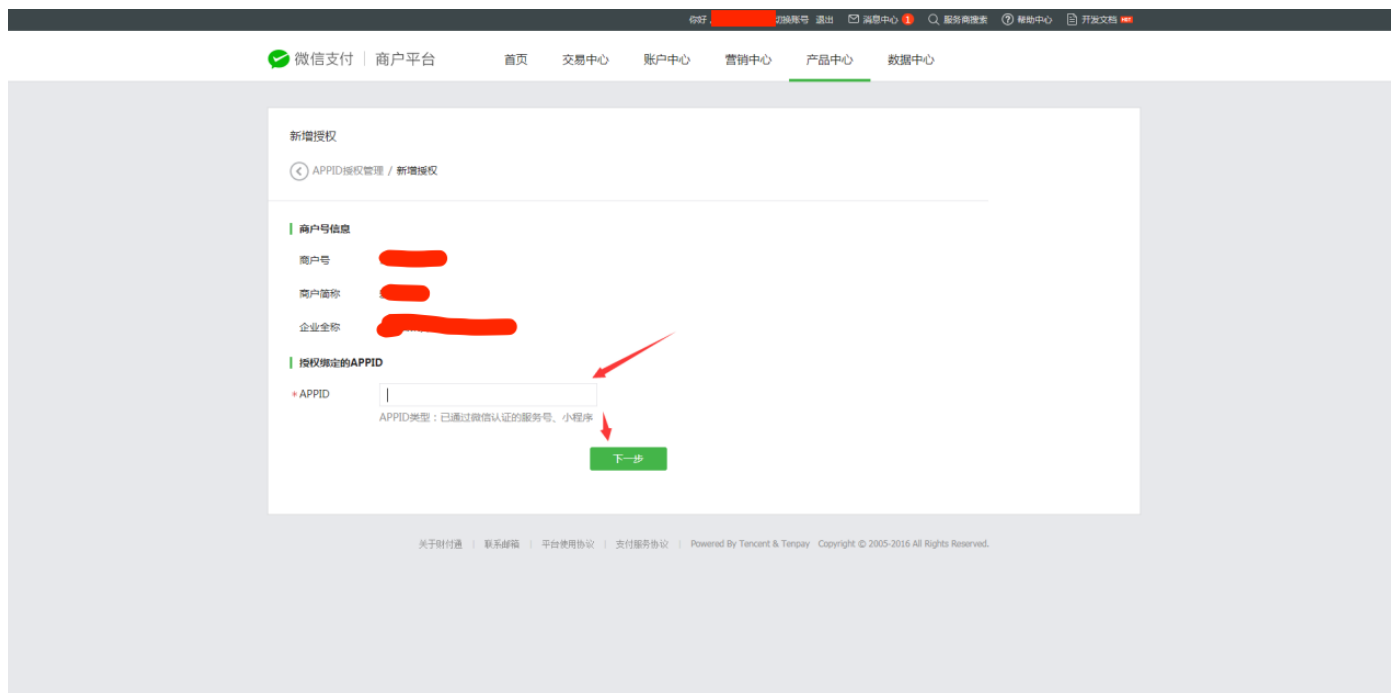 你好， 切换账号 退出 消息中心 1 服务商搜索 帮助中心 开发文档 HOT
微信支付 商户平台 首页 交易中心 账户中心 营销中心 产品中心 数据中心
新增授权
APPID授权管理 / 新增授权
商户号信息
商户号
商户简称
企业全称
授权绑定的APPID
*APPID
APPID类型：已通过微信认证的服务号、小程序
下一步
关于财付通 | 联系邮箱 | 平台使用协议 | 支付服务协议 | Powered By Tencent & Tenpay Copyright © 2005-2016 All Rights Reserved.